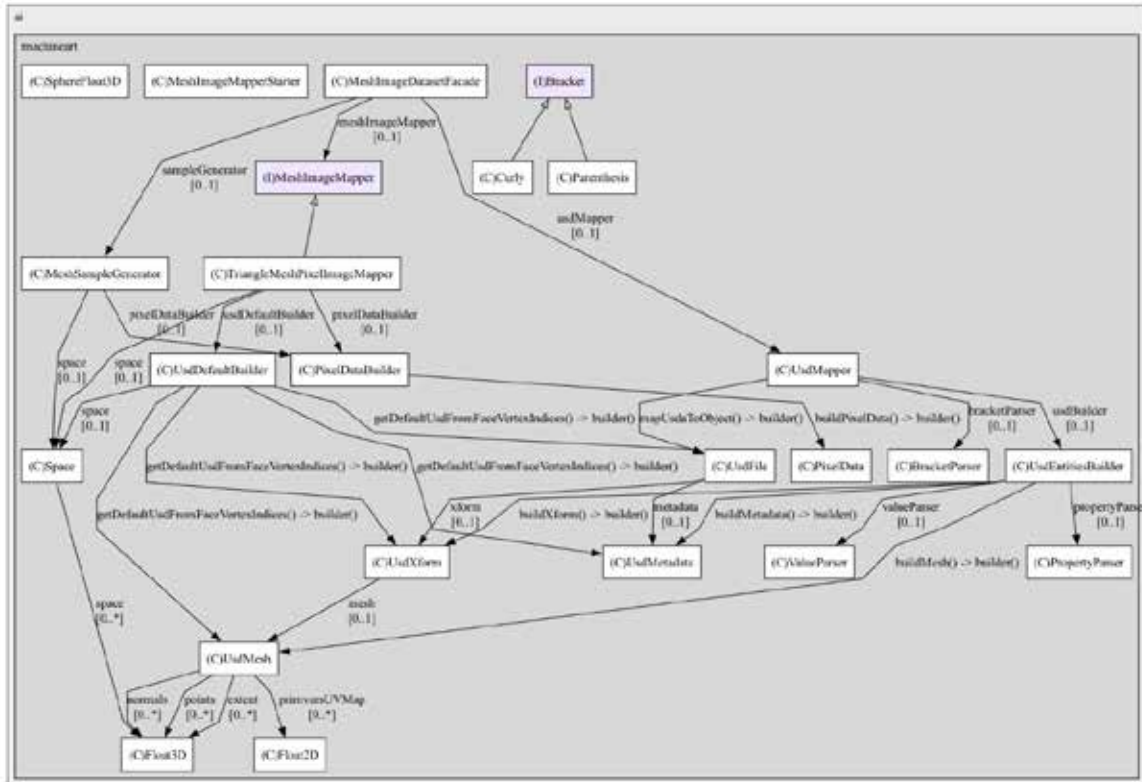 ai
machineart
(C)SphereFloat3D
(C)MeshImageMapperStarter
(C)MeshImageDatasetFacade
(I)Bracker
meshImageMapper
[0..1]
sampleGenerator
[0..1]
(I)MeshImageMapper
(C)Curly
(C)Parenthesis
usdMapper
[0..1]
(C)MeshSampleGenerator
(C)TriangleMeshPixelImageMapper
pixelDataBuilder
[0..1]
usdDefaultBuilder
[0..1]
pixelDataBuilder
[0..1]
space
[0..1]
space
[0..1]
(C)UsdDefaultBuilder
(C)PixelDataBuilder
(C)UsdMapper
space
[0..1]
getDefaultUsdFromFaceVertexIndices() -> builder()
mapUsdaToObject() -> builder()
buildPixelData() -> builder()
bracketParser
[0..1]
usdBuilder
[0..1]
(C)Space
getDefaultUsdFromFaceVertexIndices() -> builder()
getDefaultUsdFromFaceVertexIndices() -> builder()
(C)UsdFile
(C)PixelData
(C)BracketParser
(C)UsdEntitiesBuilder
getDefaultUsdFromFaceVertexIndices() -> builder()
xform
[0..1]
buildXform() -> builder()
metadata
[0..1]
buildMetadata() -> builder()
valueParser
[0..1]
propertyParser
[0..1]
(C)UsdXform
(C)UsdMetadata
(C)ValueParser
(C)PropertyParser
buildMesh() -> builder()
space
[0..*]
mesh
[0..1]
(C)UsdMesh
normals
[0..*]
points
[0..*]
extent
[0..*]
primvarsUVMap
[0..*]
(C)Float3D
(C)Float2D